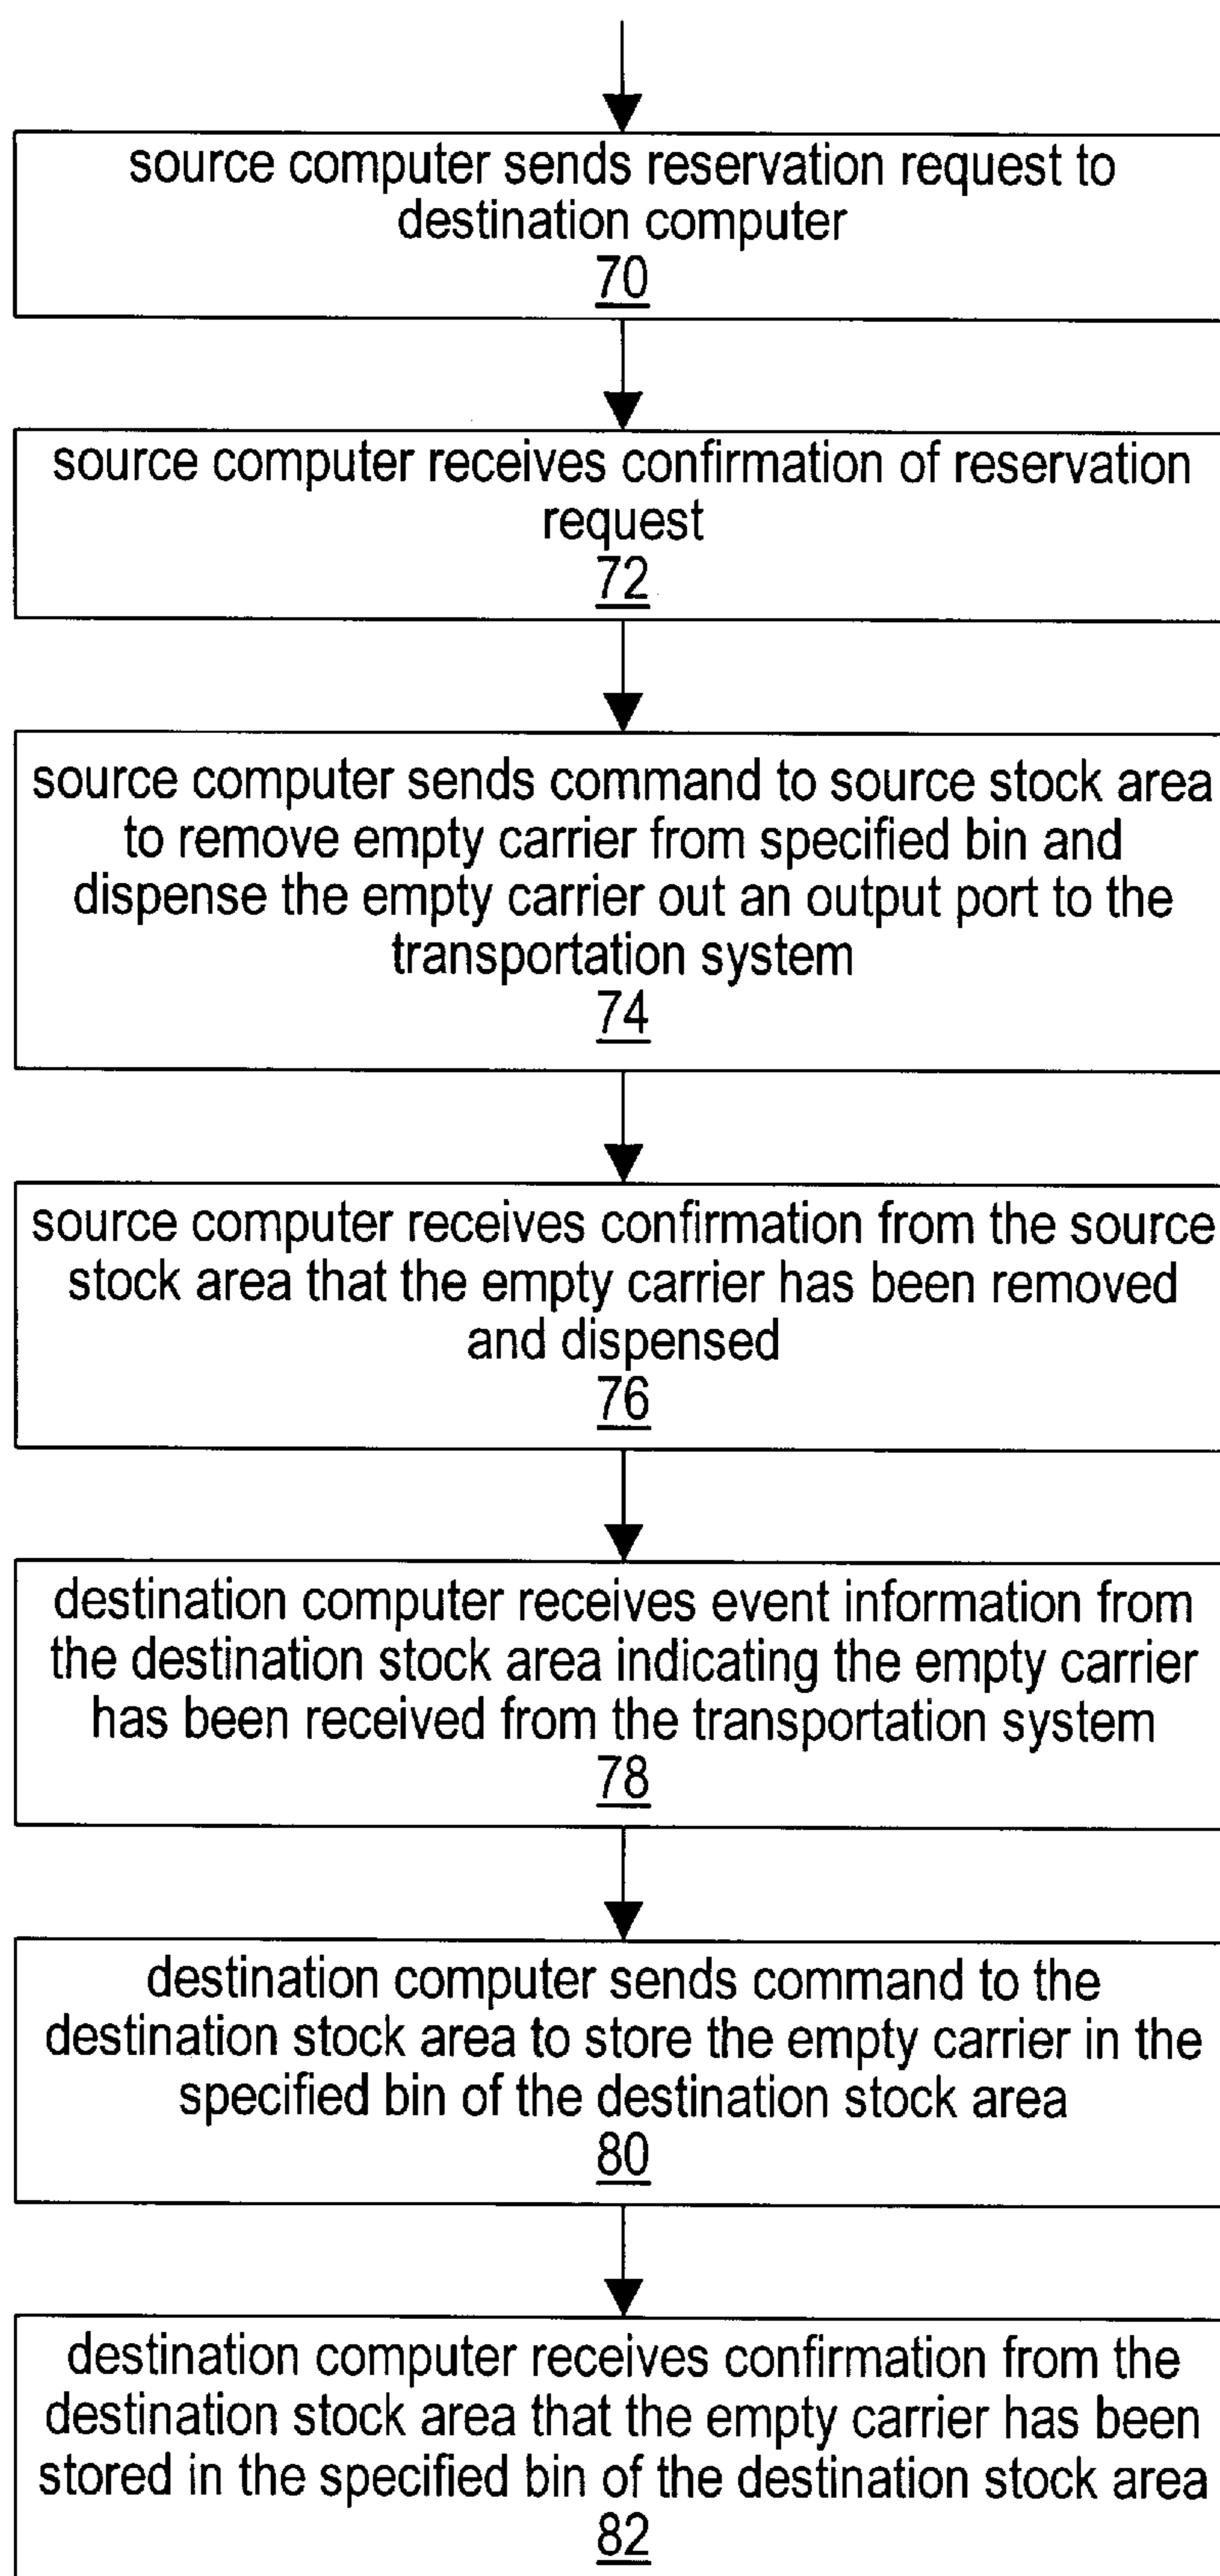 source computer sends reservation request to
destination computer
70
source computer receives confirmation of reservation
request
72
source computer sends command to source stock area
to remove empty carrier from specified bin and
dispense the empty carrier out an output port to the
transportation system
74
source computer receives confirmation from the source
stock area that the empty carrier has been removed
and dispensed
76
destination computer receives event information from
the destination stock area indicating the empty carrier
has been received from the transportation system
78
destination computer sends command to the
destination stock area to store the empty carrier in the
specified bin of the destination stock area
80
destination computer receives confirmation from the
destination stock area that the empty carrier has been
stored in the specified bin of the destination stock area
82